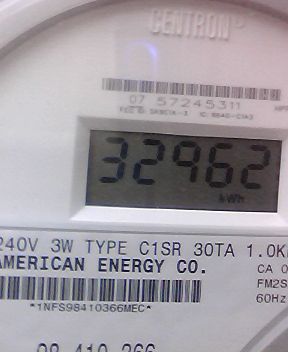 CENTRON
07 57245311
32962
kWh
240V 3W TYPE C1SR 30TA 1.0K
AMERICAN ENERGY CO.
CA 0
FM2S
60Hz
*1NFS98410366MEC*